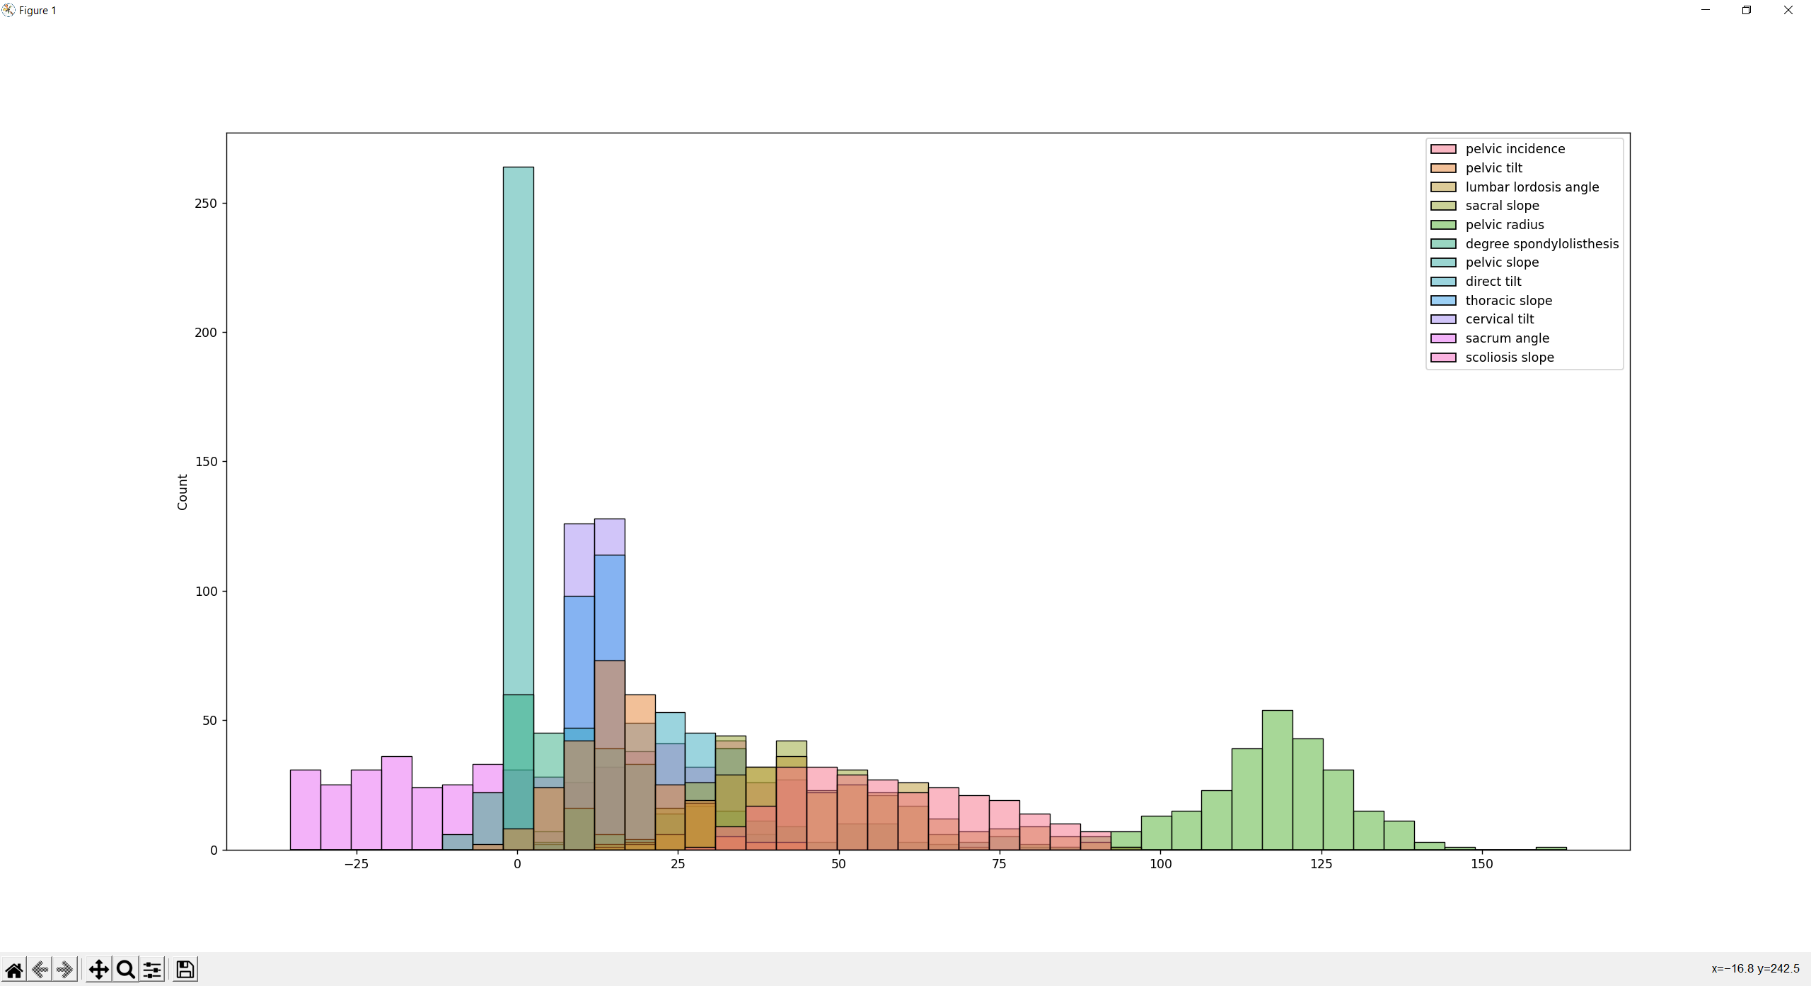 Figure 1
pelvic incidence
pelvic tilt
lumbar lordosis angle
sacral slope
pelvic radius
degree spondylolisthesis
pelvic slope
direct tilt
thoracic slope
cervical tilt
sacrum angle
scoliosis slope
250
200
150
100
50
0
Count
−25 0 25 50 75 100 125 150
x=−16.8 y=242.5